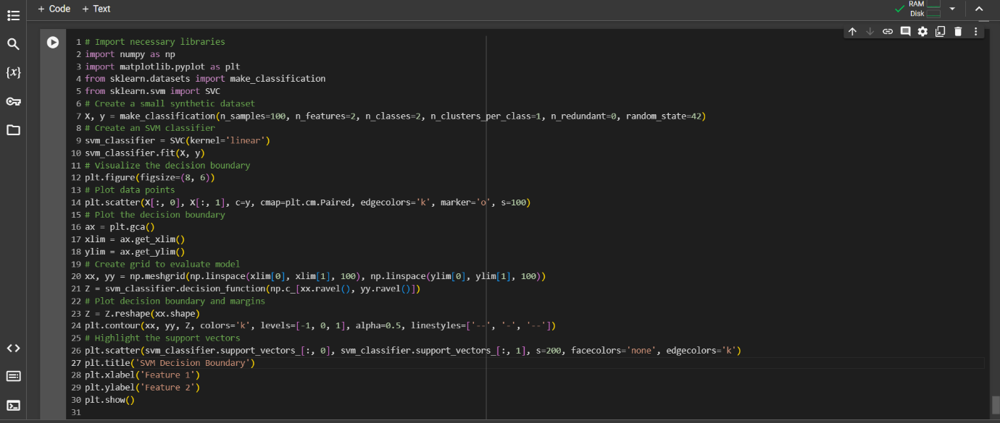 + Code + Text
RAM
Disk
{x}
1 # Import necessary libraries
2 import numpy as np
3 import matplotlib.pyplot as plt
4 from sklearn.datasets import make_classification
5 from sklearn.svm import SVC
6 # Create a small synthetic dataset
7 X, y = make_classification(n_samples=100, n_features=2, n_classes=2, n_clusters_per_class=1, n_redundant=0, random_state=42)
8 # Create an SVM classifier
9 svm_classifier = SVC(kernel='linear')
10 svm_classifier.fit(X, y)
11 # Visualize the decision boundary
12 plt.figure(figsize=(8, 6))
13 # Plot data points
14 plt.scatter(X[:, 0], X[:, 1], c=y, cmap=plt.cm.Paired, edgecolors='k', marker='o', s=100)
15 # Plot the decision boundary
16 ax = plt.gca()
17 xlim = ax.get_xlim()
18 ylim = ax.get_ylim()
19 # Create grid to evaluate model
20 xx, yy = np.meshgrid(np.linspace(xlim[0], xlim[1], 100), np.linspace(ylim[0], ylim[1], 100))
21 Z = svm_classifier.decision_function(np.c_[xx.ravel(), yy.ravel()])
22 # Plot decision boundary and margins
23 Z = Z.reshape(xx.shape)
24 plt.contour(xx, yy, Z, colors='k', levels=[-1, 0, 1], alpha=0.5, linestyles=['--', '-', '--'])
25 # Highlight the support vectors
26 plt.scatter(svm_classifier.support_vectors_[:, 0], svm_classifier.support_vectors_[:, 1], s=200, facecolors='none', edgecolors='k')
27 plt.title('SVM Decision Boundary')
28 plt.xlabel('Feature 1')
29 plt.ylabel('Feature 2')
30 plt.show()
31